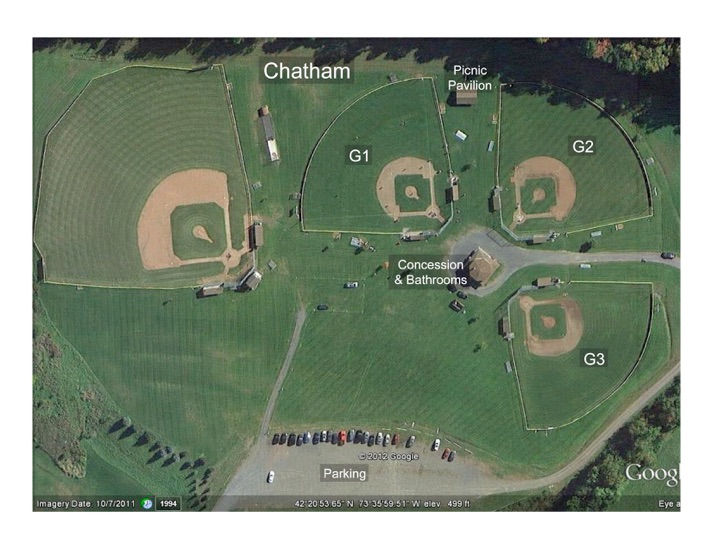 Chatham
Picnic
Pavilion
G1
G2
Concession
& Bathrooms
G3
© 2012 Google
Parking
Goog
Imagery Date 10/7/2011 1994 42°20'53.65" N 73°35'59.51" W elev 499 ft Eye a